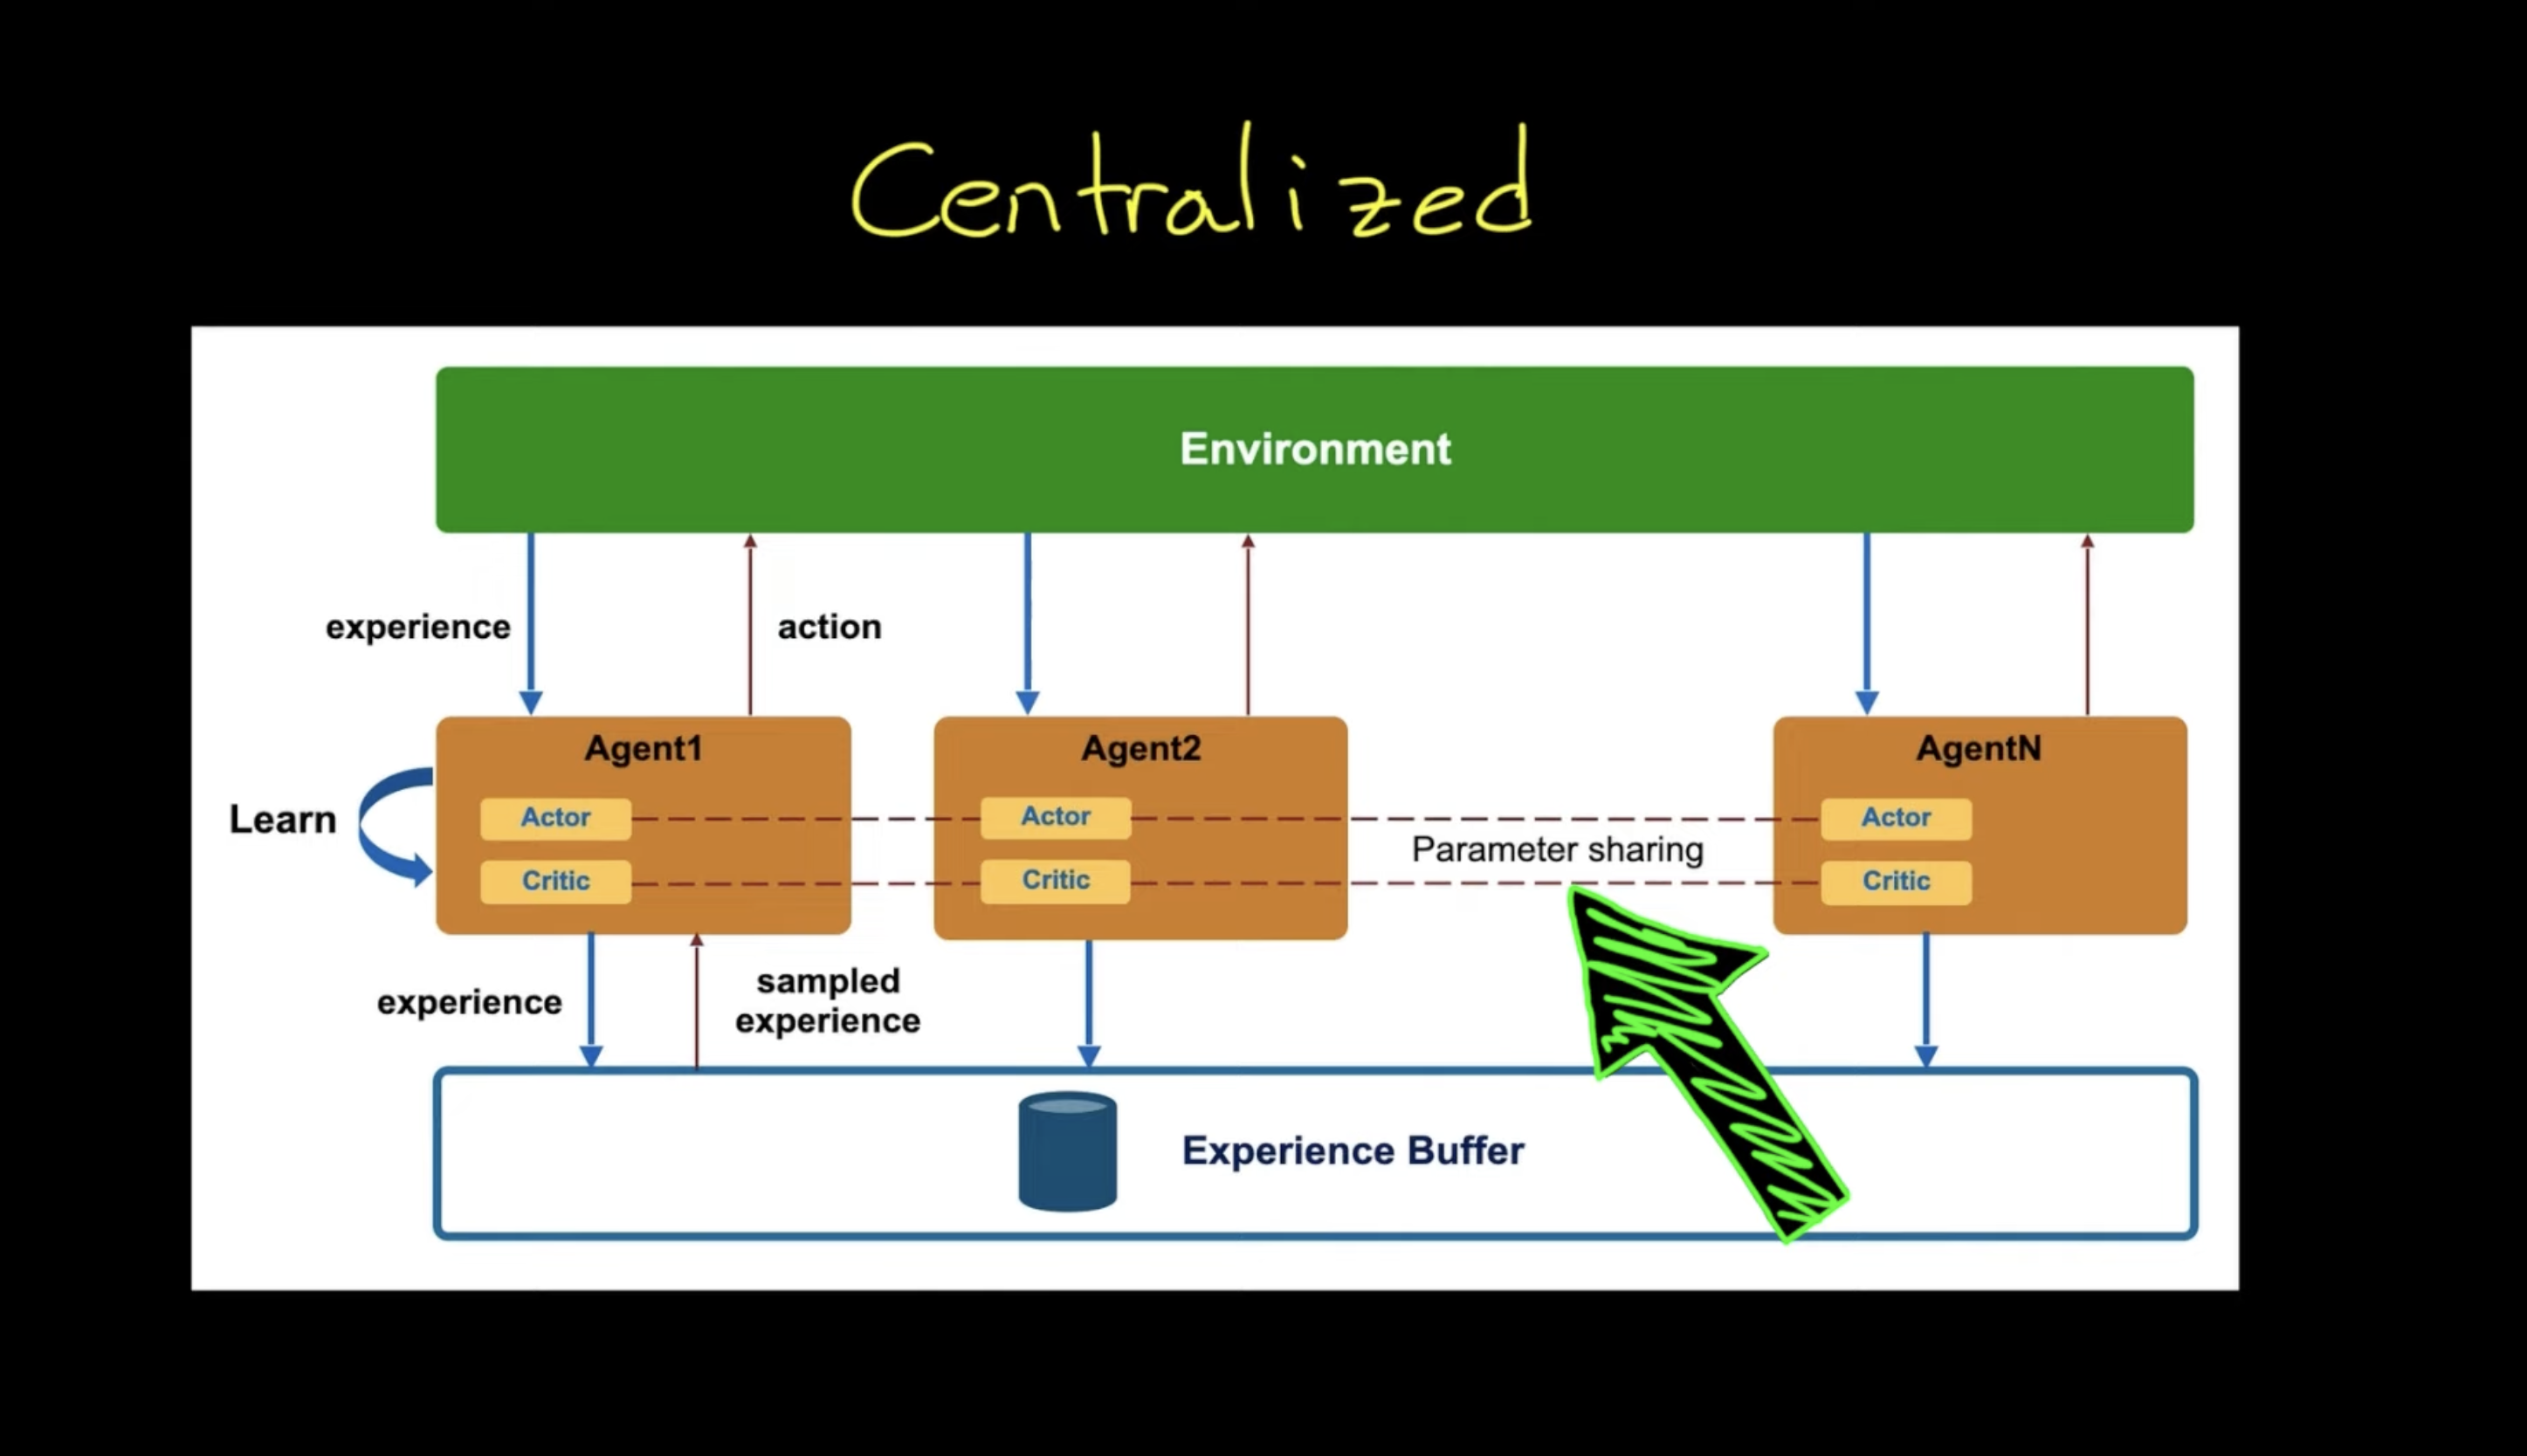 Centralized
Environment
experience
action
Agent1
Agent2
AgentN
Learn
Actor
Actor
Actor
Parameter sharing
Critic
Critic
Critic
experience
sampled
experience
Experience Buffer